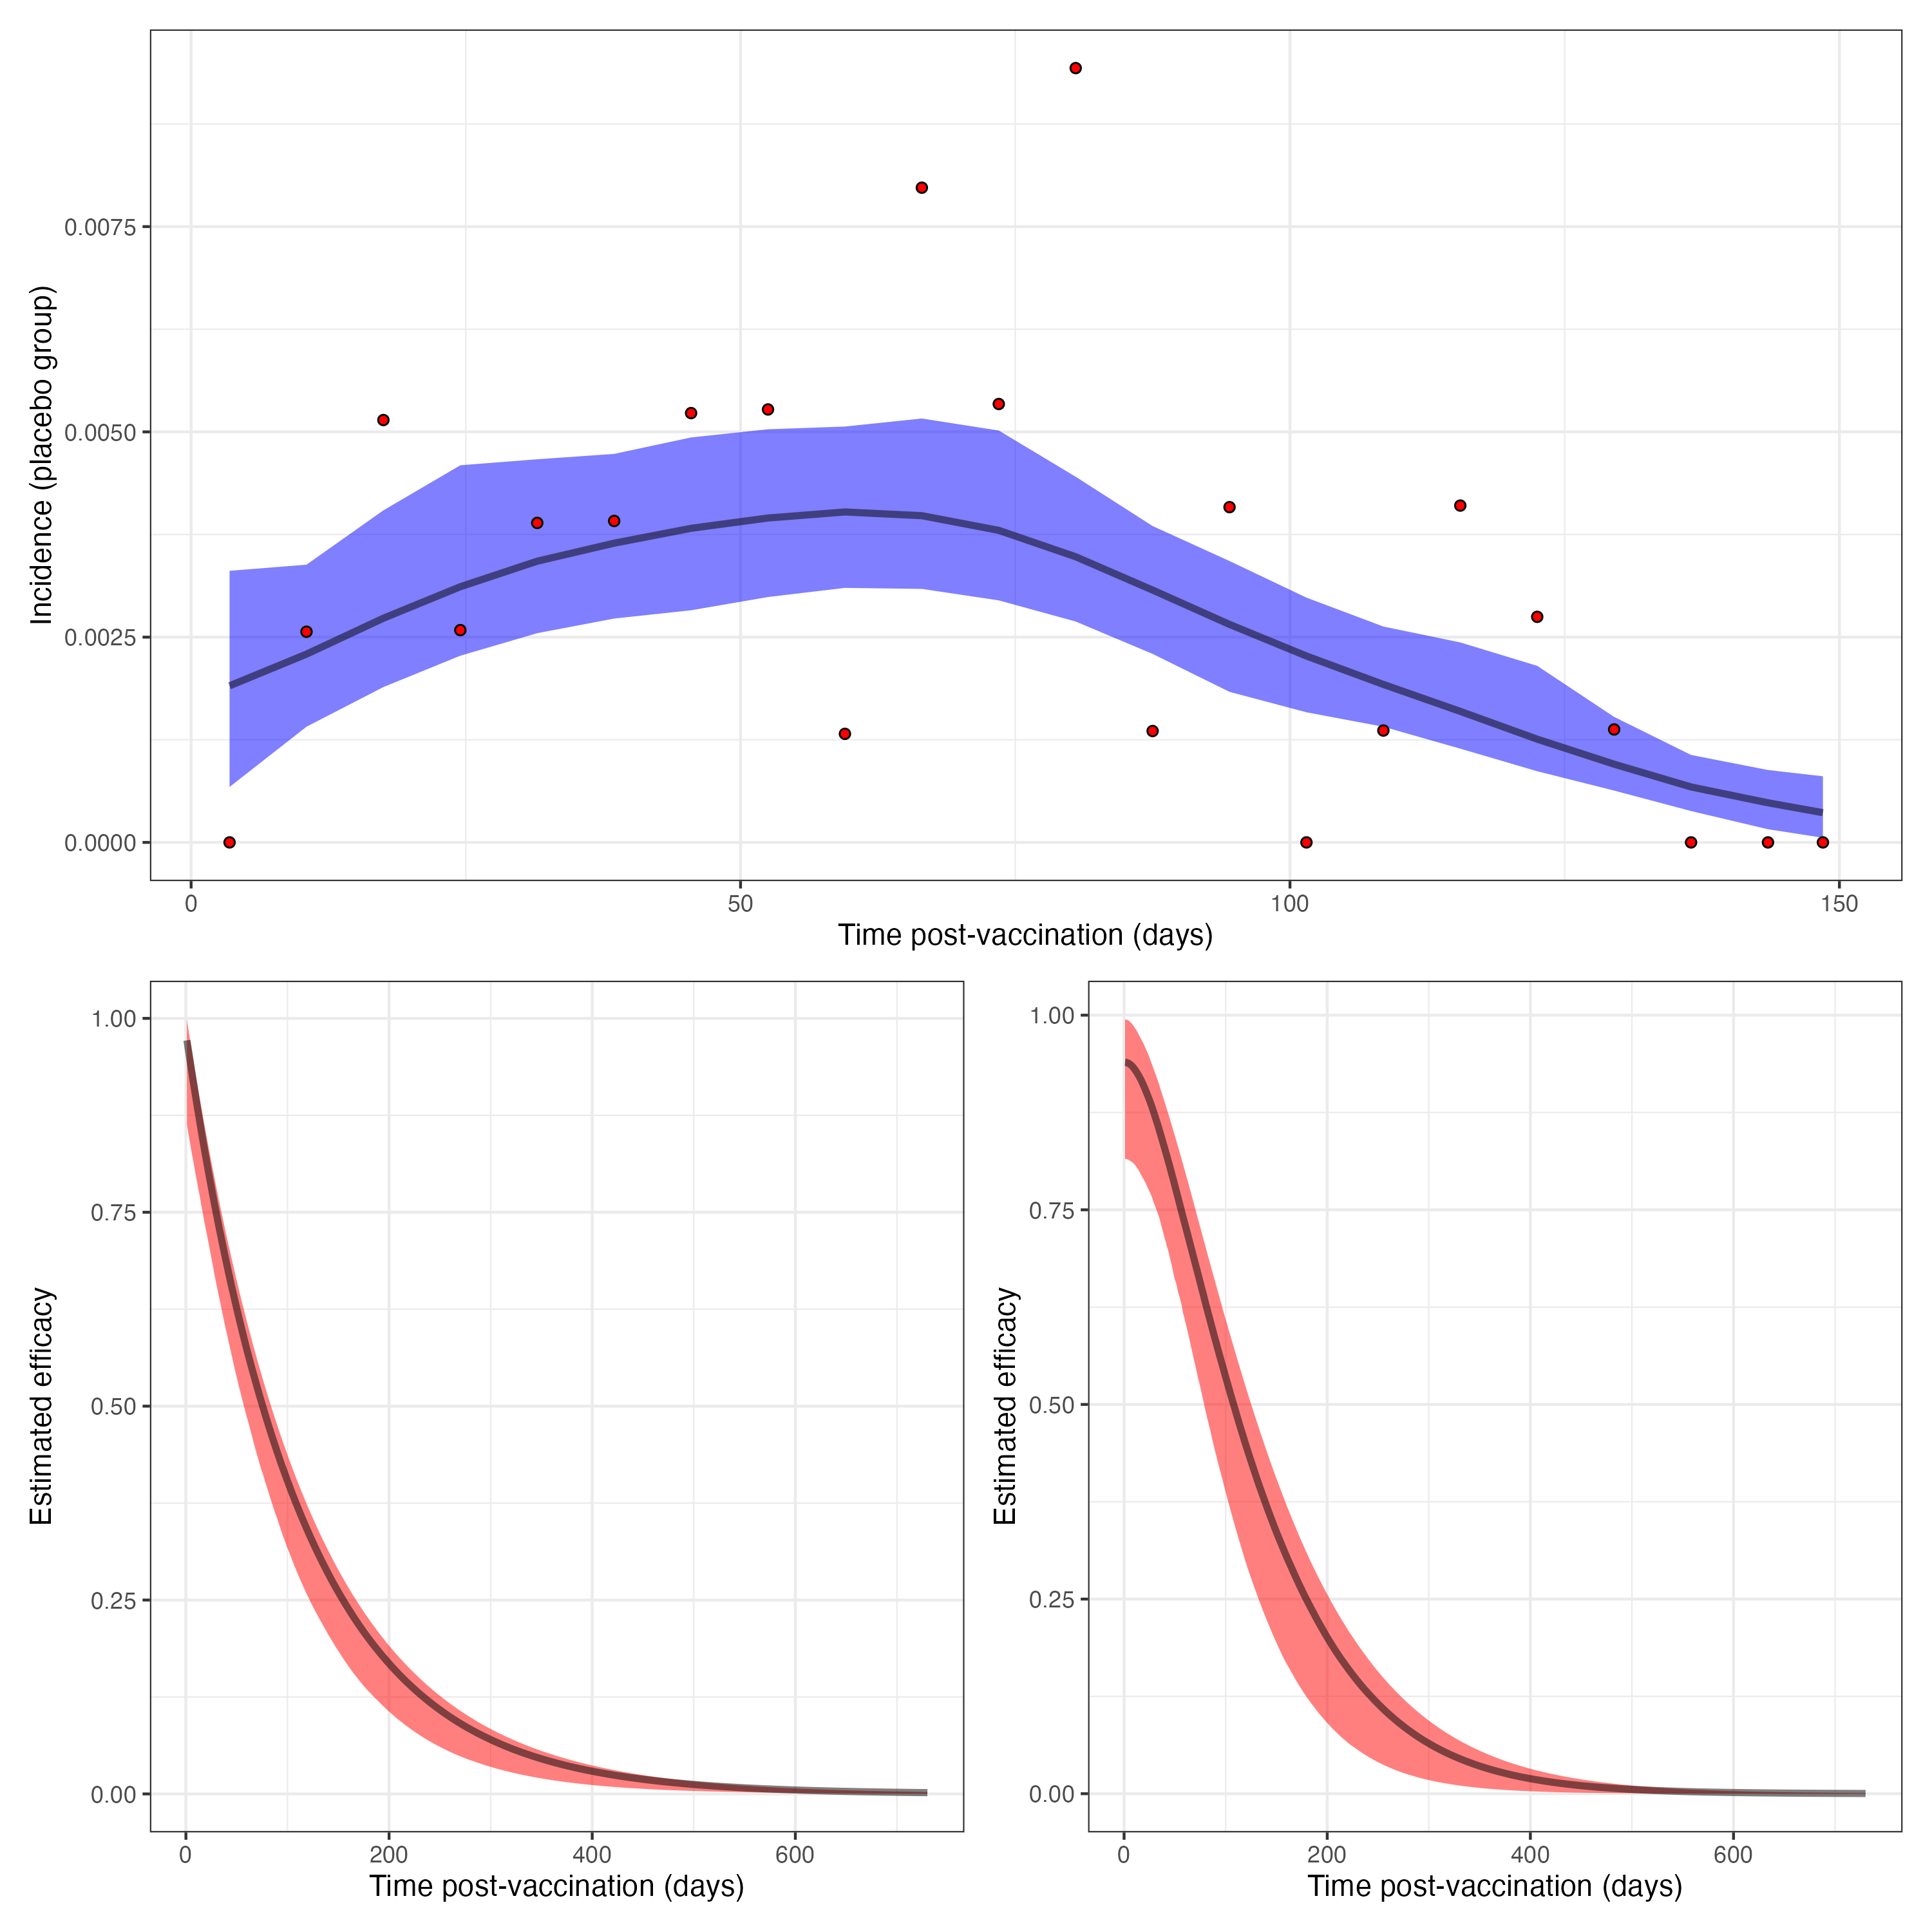 Incidence (placebo group)
0.0075
0.0050
0.0025
0.0000
0 50 100 150
Time post-vaccination (days)
Estimated efficacy
1.00
0.75
0.50
0.25
0.00
0 200 400 600
Time post-vaccination (days)
Estimated efficacy
1.00
0.75
0.50
0.25
0.00
0 200 400 600
Time post-vaccination (days)